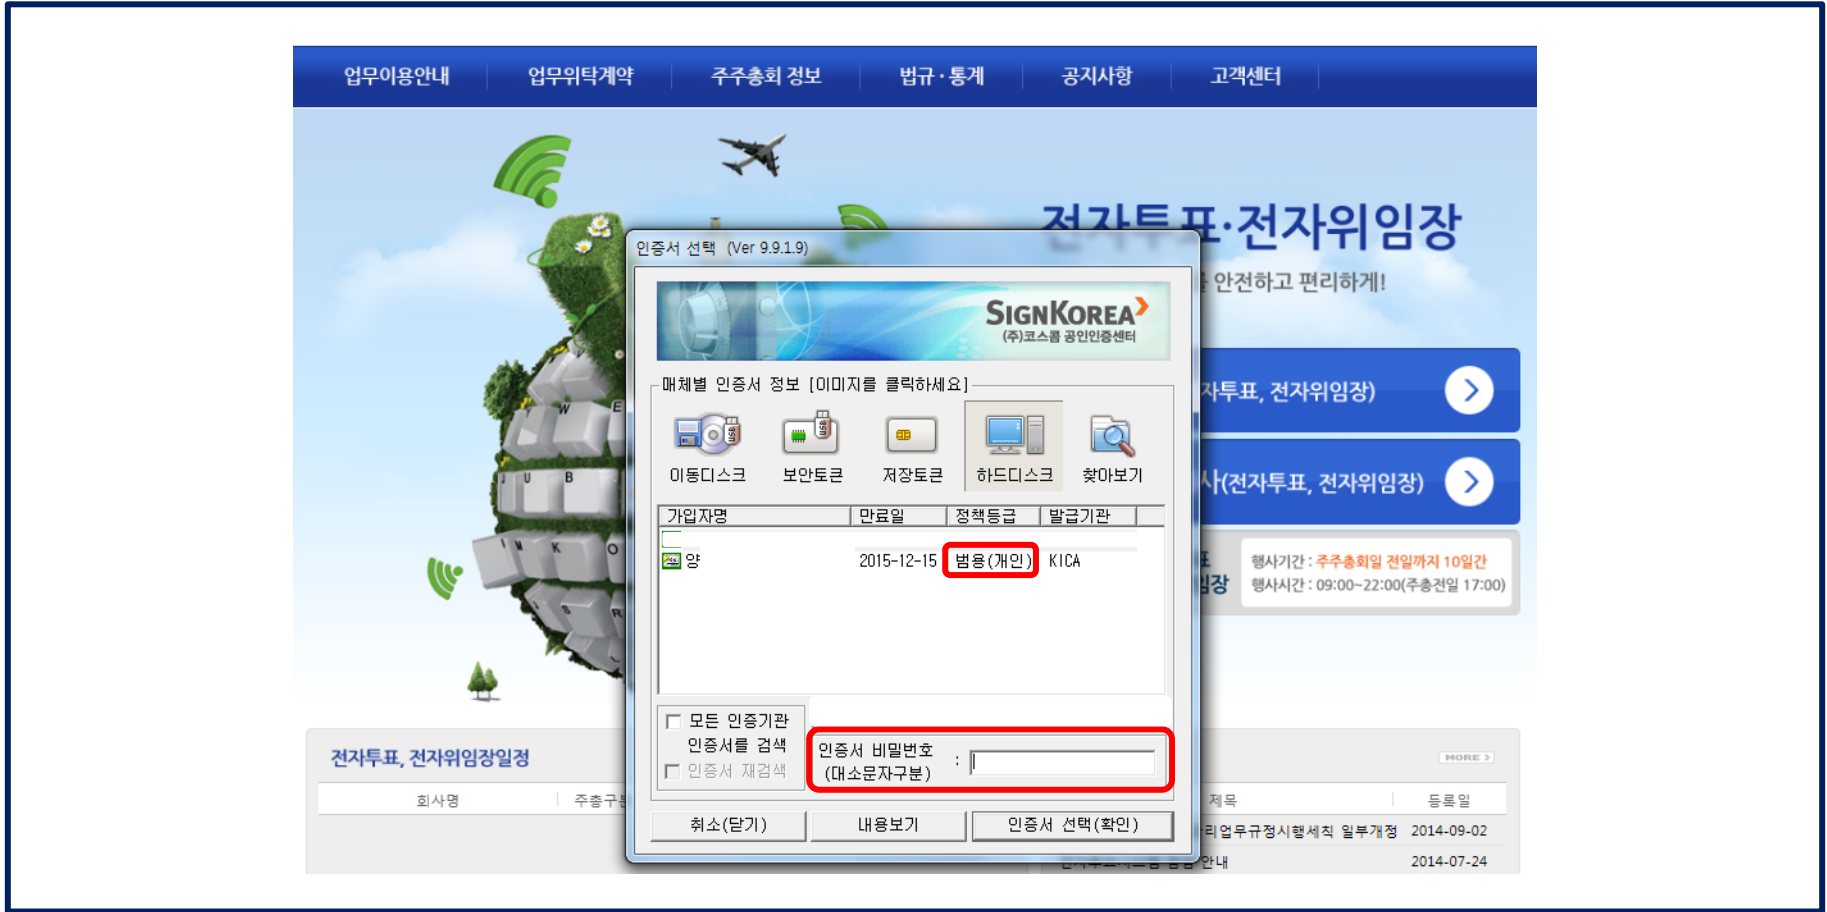 업무이용안내
업무위탁계약
주주총회 정보
법규·통계
공지사항
고객센터
전자투표·전자위임장
안전하고 편리하게!
인증서 선택 (Ver 9.9.1.9)
SIGNKOREA
(주)코스콤 공인인증센터
매체별 인증서 정보 [이미지를 클릭하세요]
이동디스크
보안토큰
저장토큰
하드디스크
찾아보기
가입자명
만료일
정책등급
발급기관
양
2015-12-15
범용(개인)
KICA
모든 인증기관
인증서를 검색
인증서 재검색
인증서 비밀번호 :
(대소문자구분)
취소(닫기)
내용보기
인증서 선택(확인)
자투표, 전자위임장)
사(전자투표, 전자위임장)
행사기간 : 주주총회일 전일까지 10일간
행사시간 : 09:00~22:00(주총전일 17:00)
W E
J U B
M K O
S R
전자투표, 전자위임장일정
회사명
주총구분
MORE >
제목
등록일
리업무규정시행세칙 일부개정 2014-09-02
안내 2014-07-24